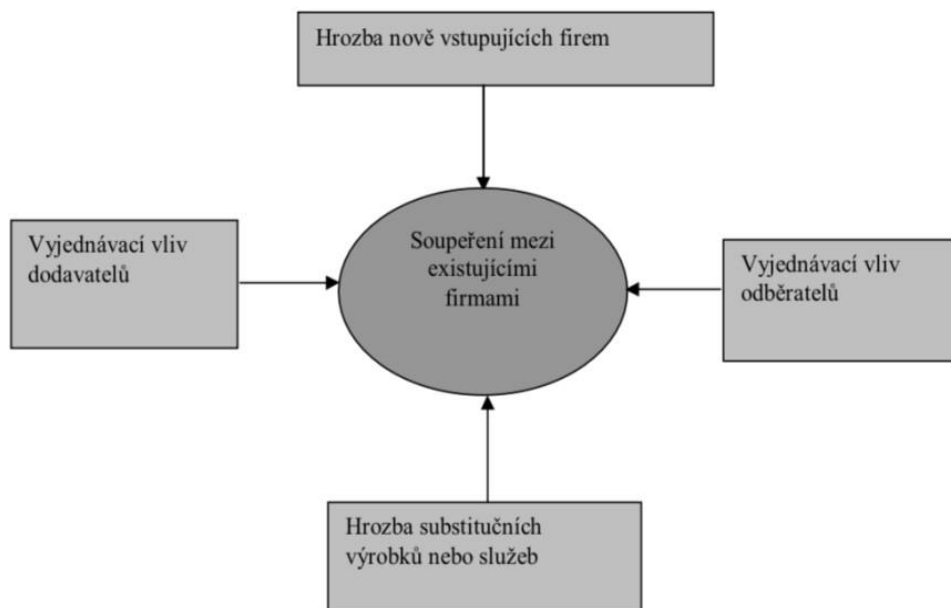 Hrozba nově vstupujících firem
Vyjednávací vliv
dodavatelů
Soupeření mezi
existujícími
firmami
Vyjednávací vliv
odběratelů
Hrozba substitučních
výrobků nebo služeb